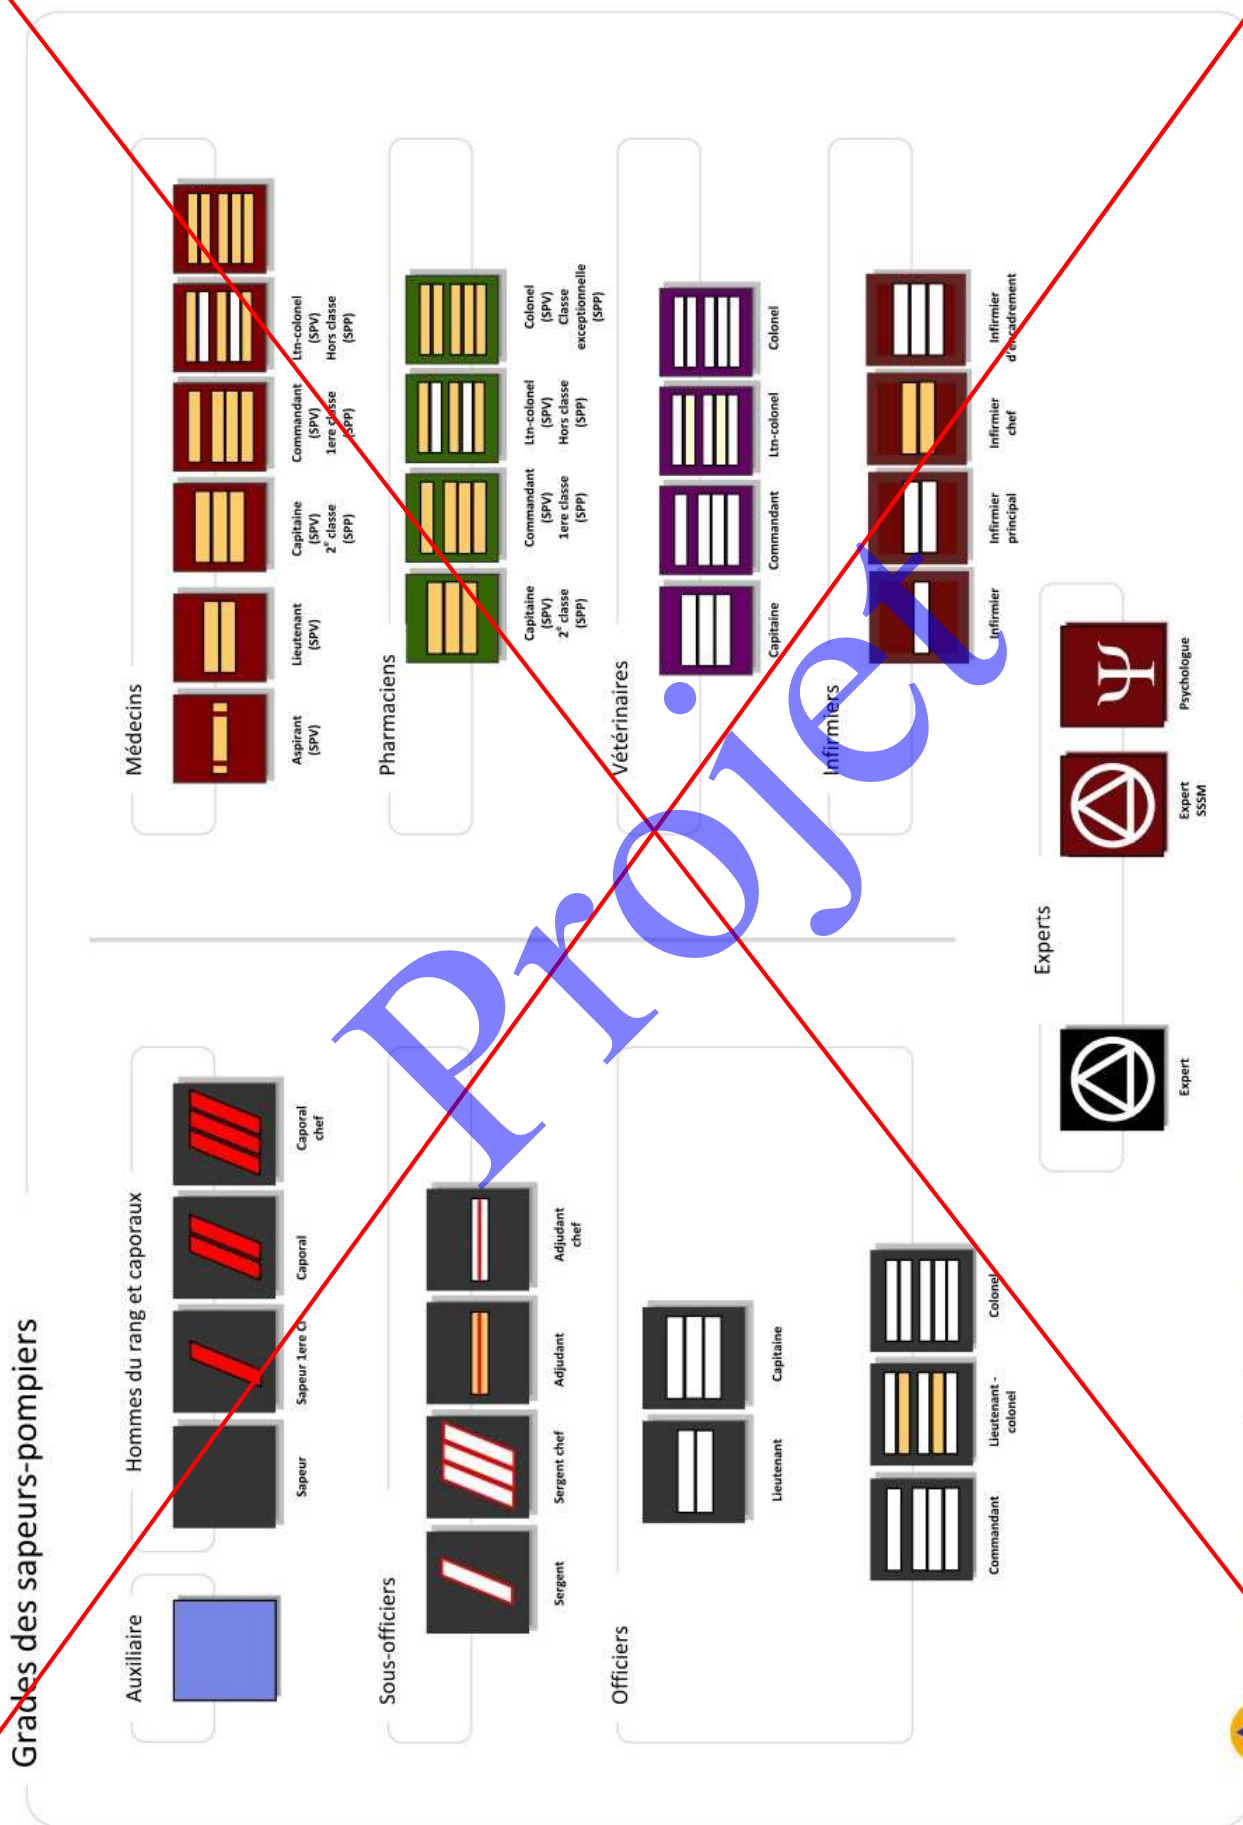 Grades des sapeurs-pompiers
Auxiliaire
Hommes du rang et caporaux
Sapeur
Sapeur 1ere Cl
Caporal
Caporal
chef
Sous-officiers
Sergent
Sergent chef
Adjudant
Adjudant
chef
Officiers
Lieutenant
Capitaine
Commandant
Lieutenant -
colonel
Colonel
Médecins
Aspirant
(SPV)
Lieutenant
(SPV)
Capitaine
(SPV)
2e classe
(SPP)
Commandant
(SPV)
1ere classe
(SPP)
Ltn-colonel
(SPV)
Hors classe
(SPP)
Pharmaciens
Capitaine
(SPV)
2e classe
(SPP)
Commandant
(SPV)
1ere classe
(SPP)
Ltn-colonel
(SPV)
Hors classe
(SPP)
Colonel
(SPV)
Classe
exceptionnelle
(SPP)
Vétérinaires
Capitaine
Commandant
Ltn-colonel
Colonel
Infirmiers
Infirmier
Infirmier
principal
Infirmier
chef
Infirmier
d'encadrement
Experts
Expert
Expert
SSSM
Ψ
Psychologue
Projet